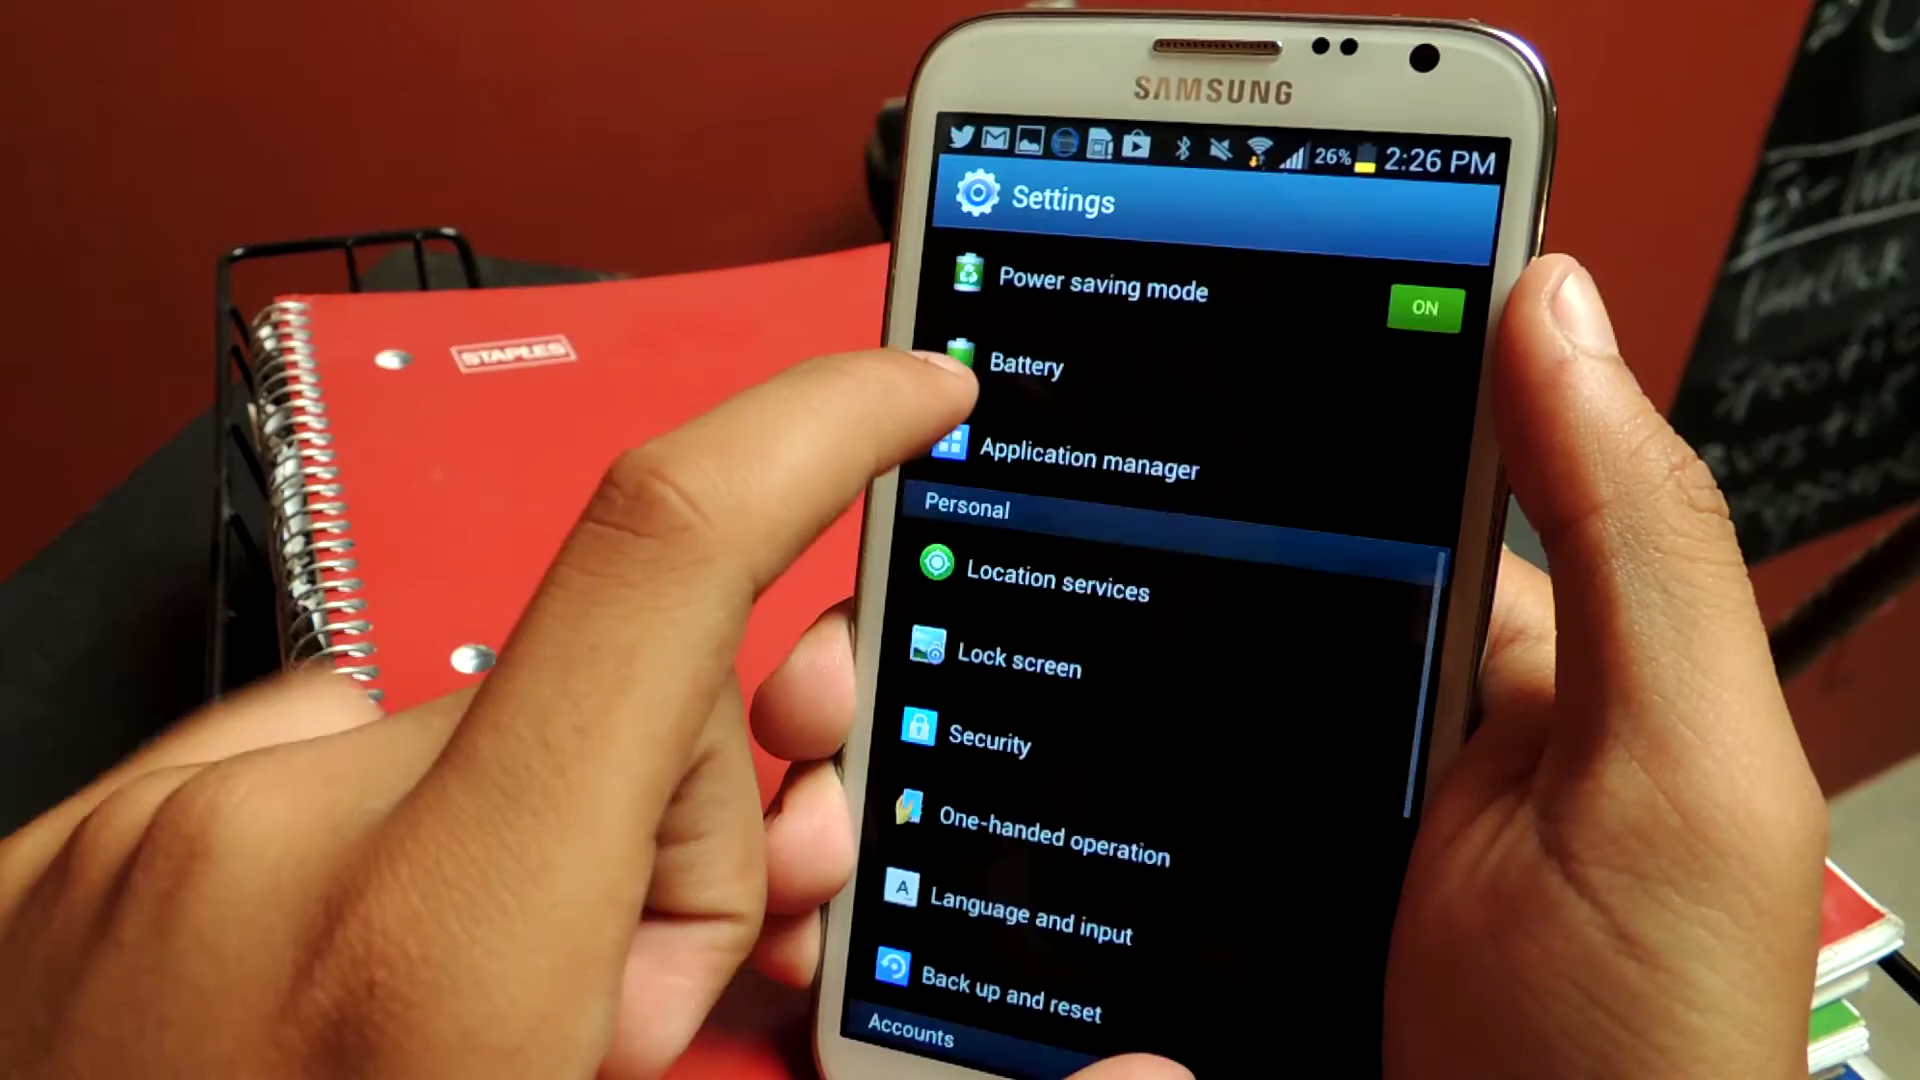 SAMSUNG
26% 2:26 PM
Settings
Power saving mode
ON
Battery
Application manager
Personal
Location services
Lock screen
Security
One-handed operation
A Language and input
Back up and reset
Accounts
STAPLES